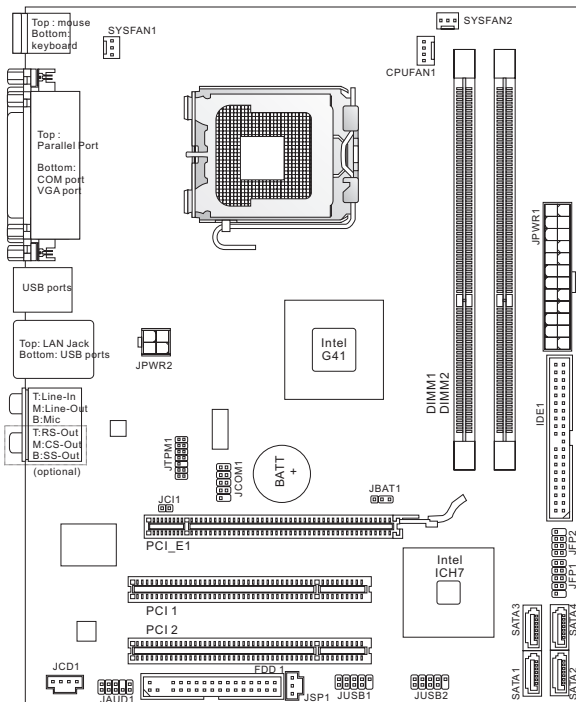 Top : mouse
Bottom:
keyboard
SYSFAN1
SYSFAN2
CPUFAN1
Top :
Parallel Port
Bottom:
COM port
VGA port
JPWR1
USB ports
Top: LAN Jack
Bottom: USB ports
JPWR2
Intel
G41
DIMM1
DIMM2
IDE1
T:Line-In
M:Line-Out
B:Mic
T:RS-Out
M:CS-Out
B:SS-Out
(optional)
JTPM1
JCOM1
BATT
+
JBAT1
JCI1
PCI_E1
Intel
ICH7
JFP2
JFP1
PCI 1
SATA3
SATA4
PCI 2
FDD 1
JCD1
JAUD1
JSP1
JUSB1
JUSB2
SATA1
SATA2